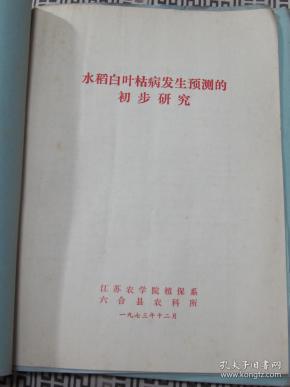 水稻白叶枯病发生预测的
初步研究
江苏农学院植保系
六合县农科所
一九七三年十二月
孔夫子旧书网